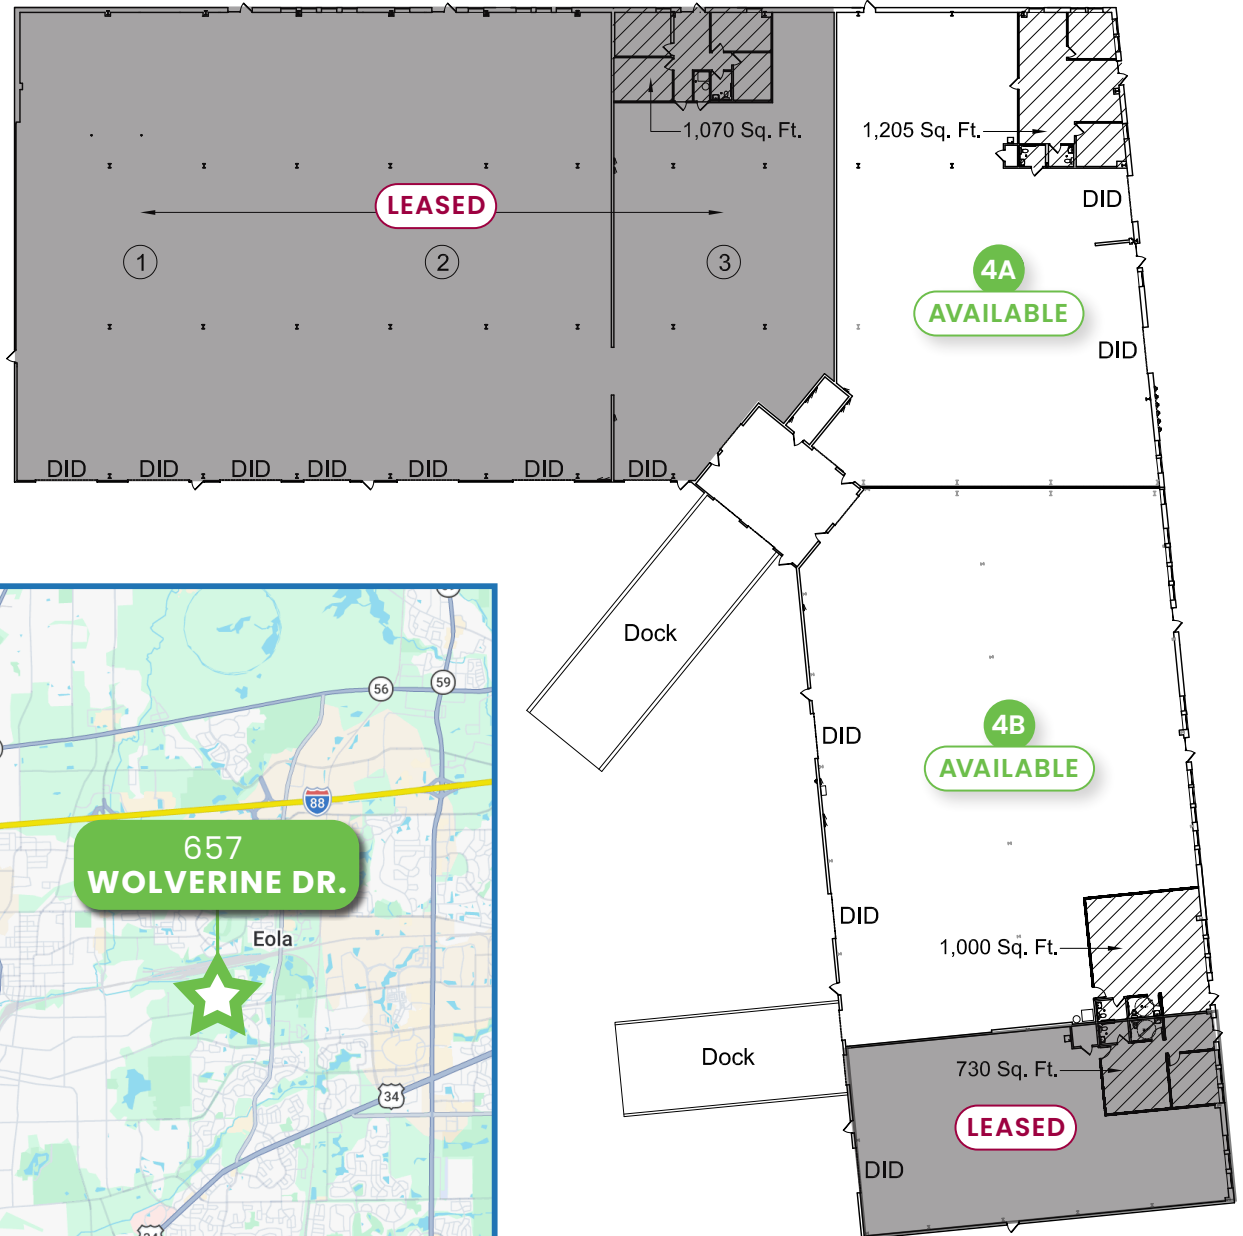 1,070 Sq. Ft.
1,205 Sq. Ft.
LEASED
DID
1
2
3
4A
AVAILABLE
DID
DID
DID
DID
DID
DID
DID
DID
Dock
56
59
4B
AVAILABLE
DID
88
657
WOLVERINE DR.
DID
Eola
1,000 Sq. Ft.
Dock
730 Sq. Ft.
34
LEASED
DID